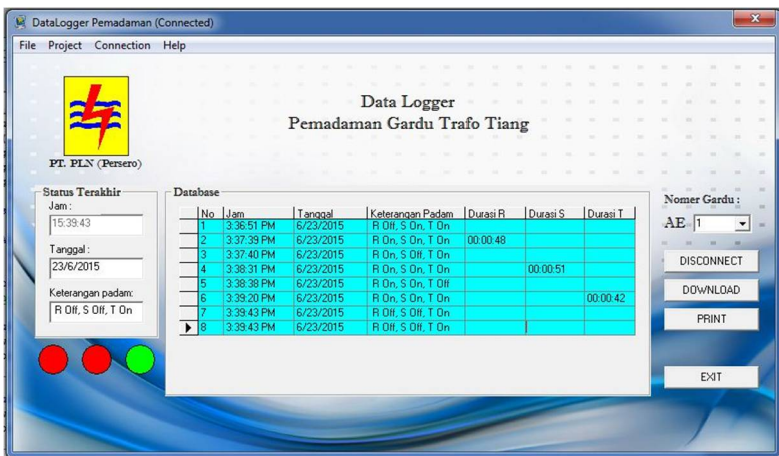 DataLogger Pemadaman (Connected)
File Project Connection Help
Data Logger
Pemadaman Gardu Trafo Tiang
PT. PLN (Persero)
Status Terakhir
Jam :
15:39:43
Tanggal :
23/6/2015
Keterangan padam:
R Off, S Off, T On
Database
No Jam Tanggal Keterangan Padam Durasi R Durasi S Durasi T
1 3:36:51 PM 6/23/2015 R Off, S On, T On
2 3:37:39 PM 6/23/2015 R On, S On, T On 00:00:48
3 3:37:40 PM 6/23/2015 R On, S Off, T On
4 3:38:31 PM 6/23/2015 R On, S On, T On 00:00:51
5 3:38:38 PM 6/23/2015 R On, S On, T Off
6 3:39:20 PM 6/23/2015 R On, S On, T On 00:00:42
7 3:39:43 PM 6/23/2015 R Off, S Off, T On
8 3:39:43 PM 6/23/2015 R Off, S Off, T On
Nomer Gardu :
AE 1
DISCONNECT
DOWNLOAD
PRINT
EXIT